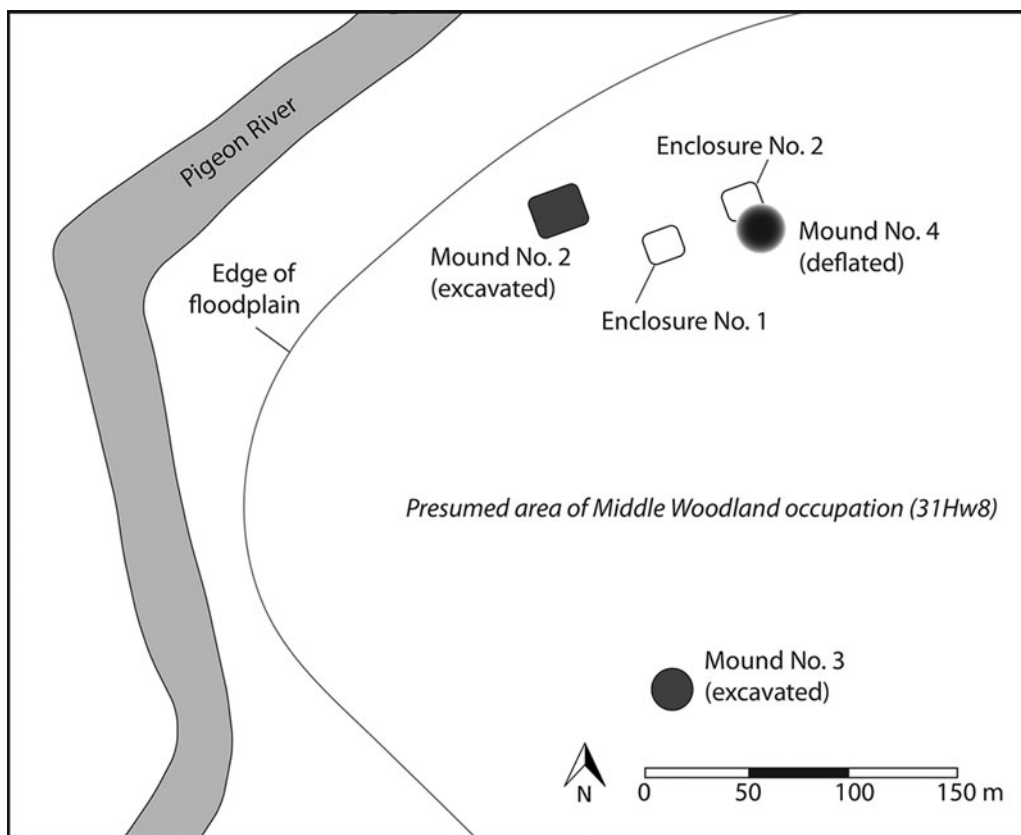 Pigeon River
Enclosure No. 2
Mound No. 2
(excavated)
Mound No. 4
(deflated)
Edge of
floodplain
Enclosure No. 1
Presumed area of Middle Woodland occupation (31Hw8)
Mound No. 3
(excavated)
N
0 50 100 150 m